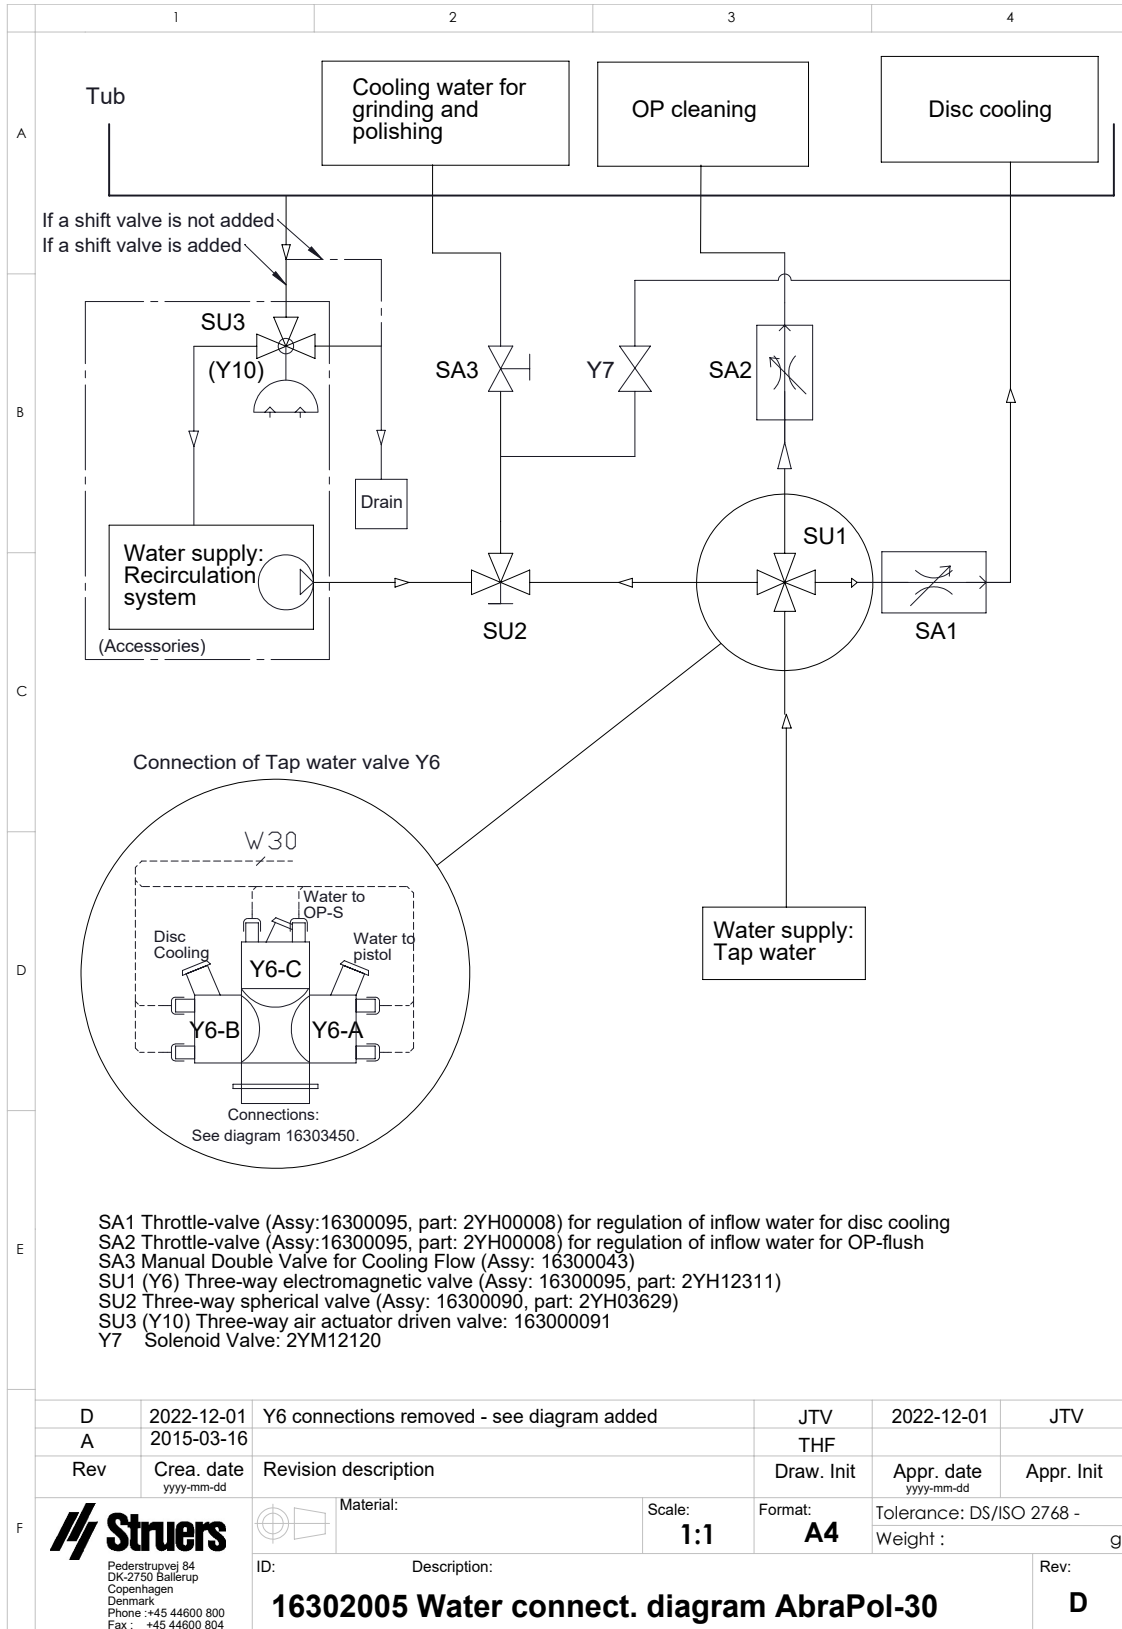 1 2 3 4
A
B
C
D
E
F
Tub
Cooling water for
grinding and
polishing
OP cleaning
Disc cooling
If a shift valve is not added
If a shift valve is added
SU3
(Y10)
SA3
Y7
SA2
Drain
Water supply:
Recirculation
system
(Accessories)
SU2
SU1
SA1
Connection of Tap water valve Y6
W30
Water to
OP-S
Disc
Cooling
Water to
pistol
Y6-C
Y6-B
Y6-A
Connections:
See diagram 16303450.
Water supply:
Tap water
SA1 Throttle-valve (Assy:16300095, part: 2YH00008) for regulation of inflow water for disc cooling
SA2 Throttle-valve (Assy:16300095, part: 2YH00008) for regulation of inflow water for OP-flush
SA3 Manual Double Valve for Cooling Flow (Assy: 16300043)
SU1 (Y6) Three-way electromagnetic valve (Assy: 16300095, part: 2YH12311)
SU2 Three-way spherical valve (Assy: 16300090, part: 2YH03629)
SU3 (Y10) Three-way air actuator driven valve: 163000091
Y7 Solenoid Valve: 2YM12120
D 2022-12-01 Y6 connections removed - see diagram added JTV 2022-12-01 JTV
A 2015-03-16 THF
Rev Crea. date Revision description Draw. Init Appr. date Appr. Init
yyyy-mm-dd yyyy-mm-dd
Struers
Pederstrupvej 84
DK-2750 Ballerup
Copenhagen
Denmark
Phone :+45 44600 800
Fax : +45 44600 804
Material:
Scale:
1:1
Format:
A4
Tolerance: DS/ISO 2768 -
Weight : g
ID: Description:
16302005 Water connect. diagram AbraPol-30
Rev:
D